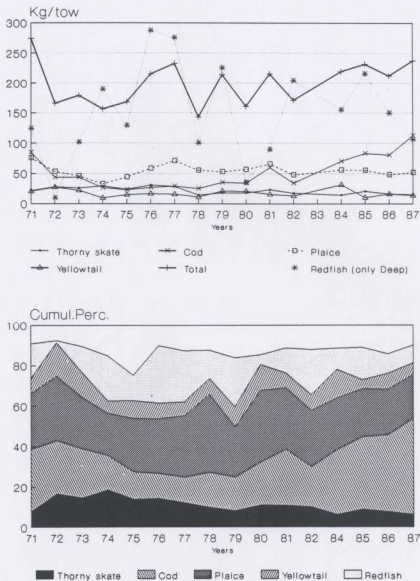 Kg/tow
300
250
200
150
100
50
0
71 72 73 74 75 76 77 78 79 80 81 82 83 84 85 86 87
Years
Thorny skate Cod Plaice
Yellowtail Total Redfish (only Deep)
Cumul.Perc.
100
80
60
40
20
0
71 72 73 74 75 76 77 78 79 80 81 82 83 84 85 86 87
Years
Thorny skate Cod Plaice Yellowtail Redfish